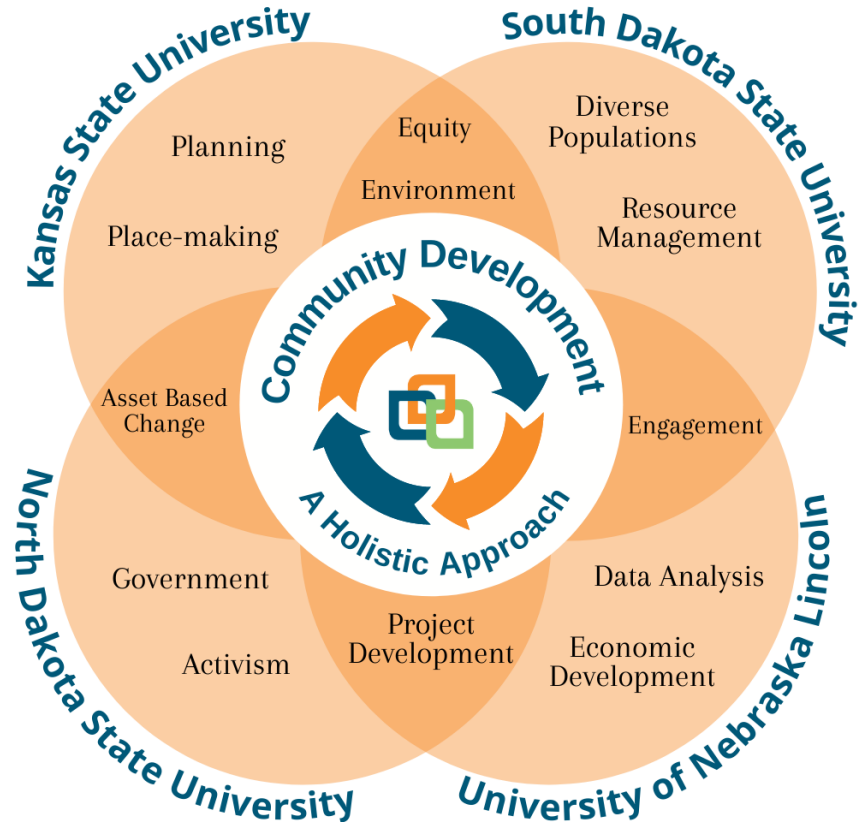 Kansas State University
South Dakota State University
Planning
Place-making
Equity
Environment
Diverse
Populations
Resource
Management
Community Development
A Holistic Approach
Asset Based
Change
Engagement
Government
Activism
Project
Development
Data Analysis
Economic
Development
North Dakota State University
University of Nebraska Lincoln